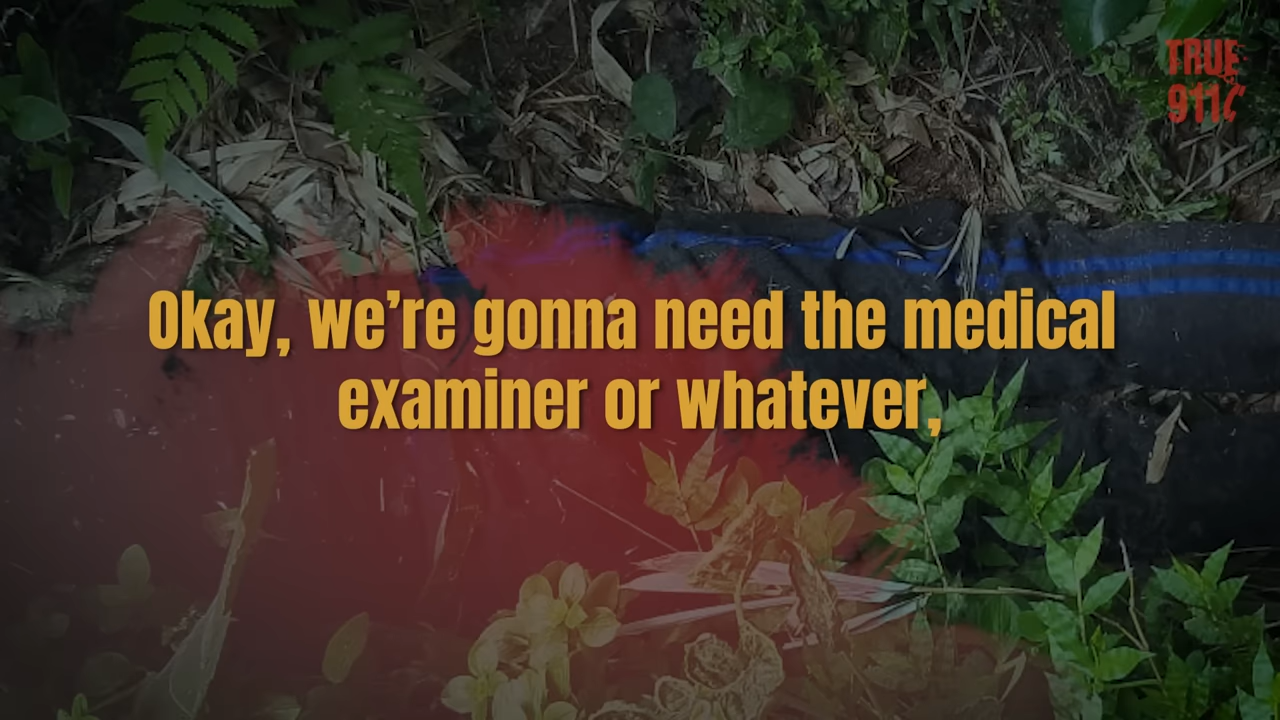 TRUE
911
Okay, we’re gonna need the medical
examiner or whatever,